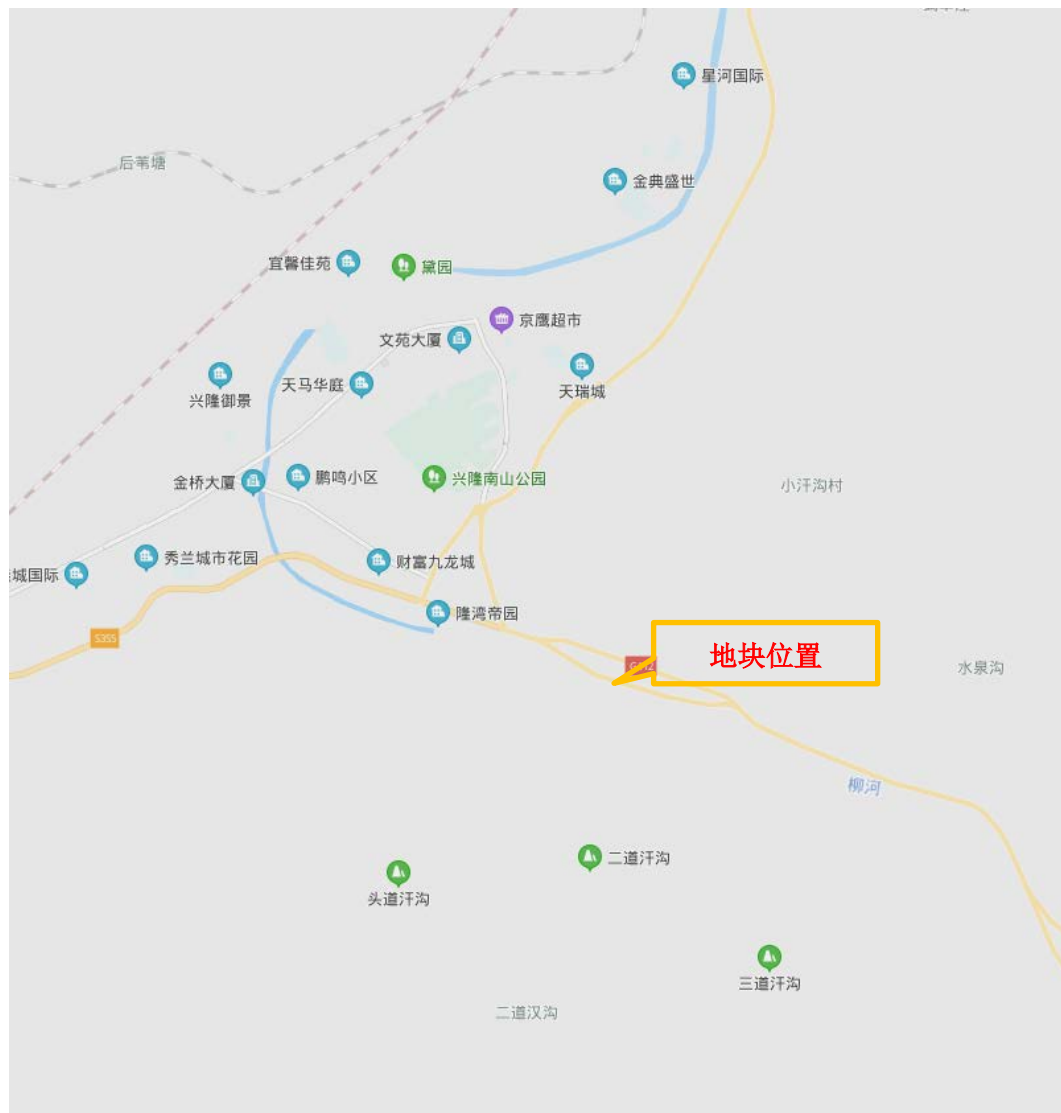 星河国际
后苇塘
金典盛世
宜馨佳苑
黛园
京鹰超市
文苑大厦
天瑞城
天马华庭
兴隆御景
鹏鸣小区
兴隆南山公园
金桥大厦
小汗沟村
秀兰城市花园
财富九龙城
城国际
隆湾帝园
S355
地块位置
水泉沟
柳河
二道汗沟
头道汗沟
三道汗沟
二道汉沟